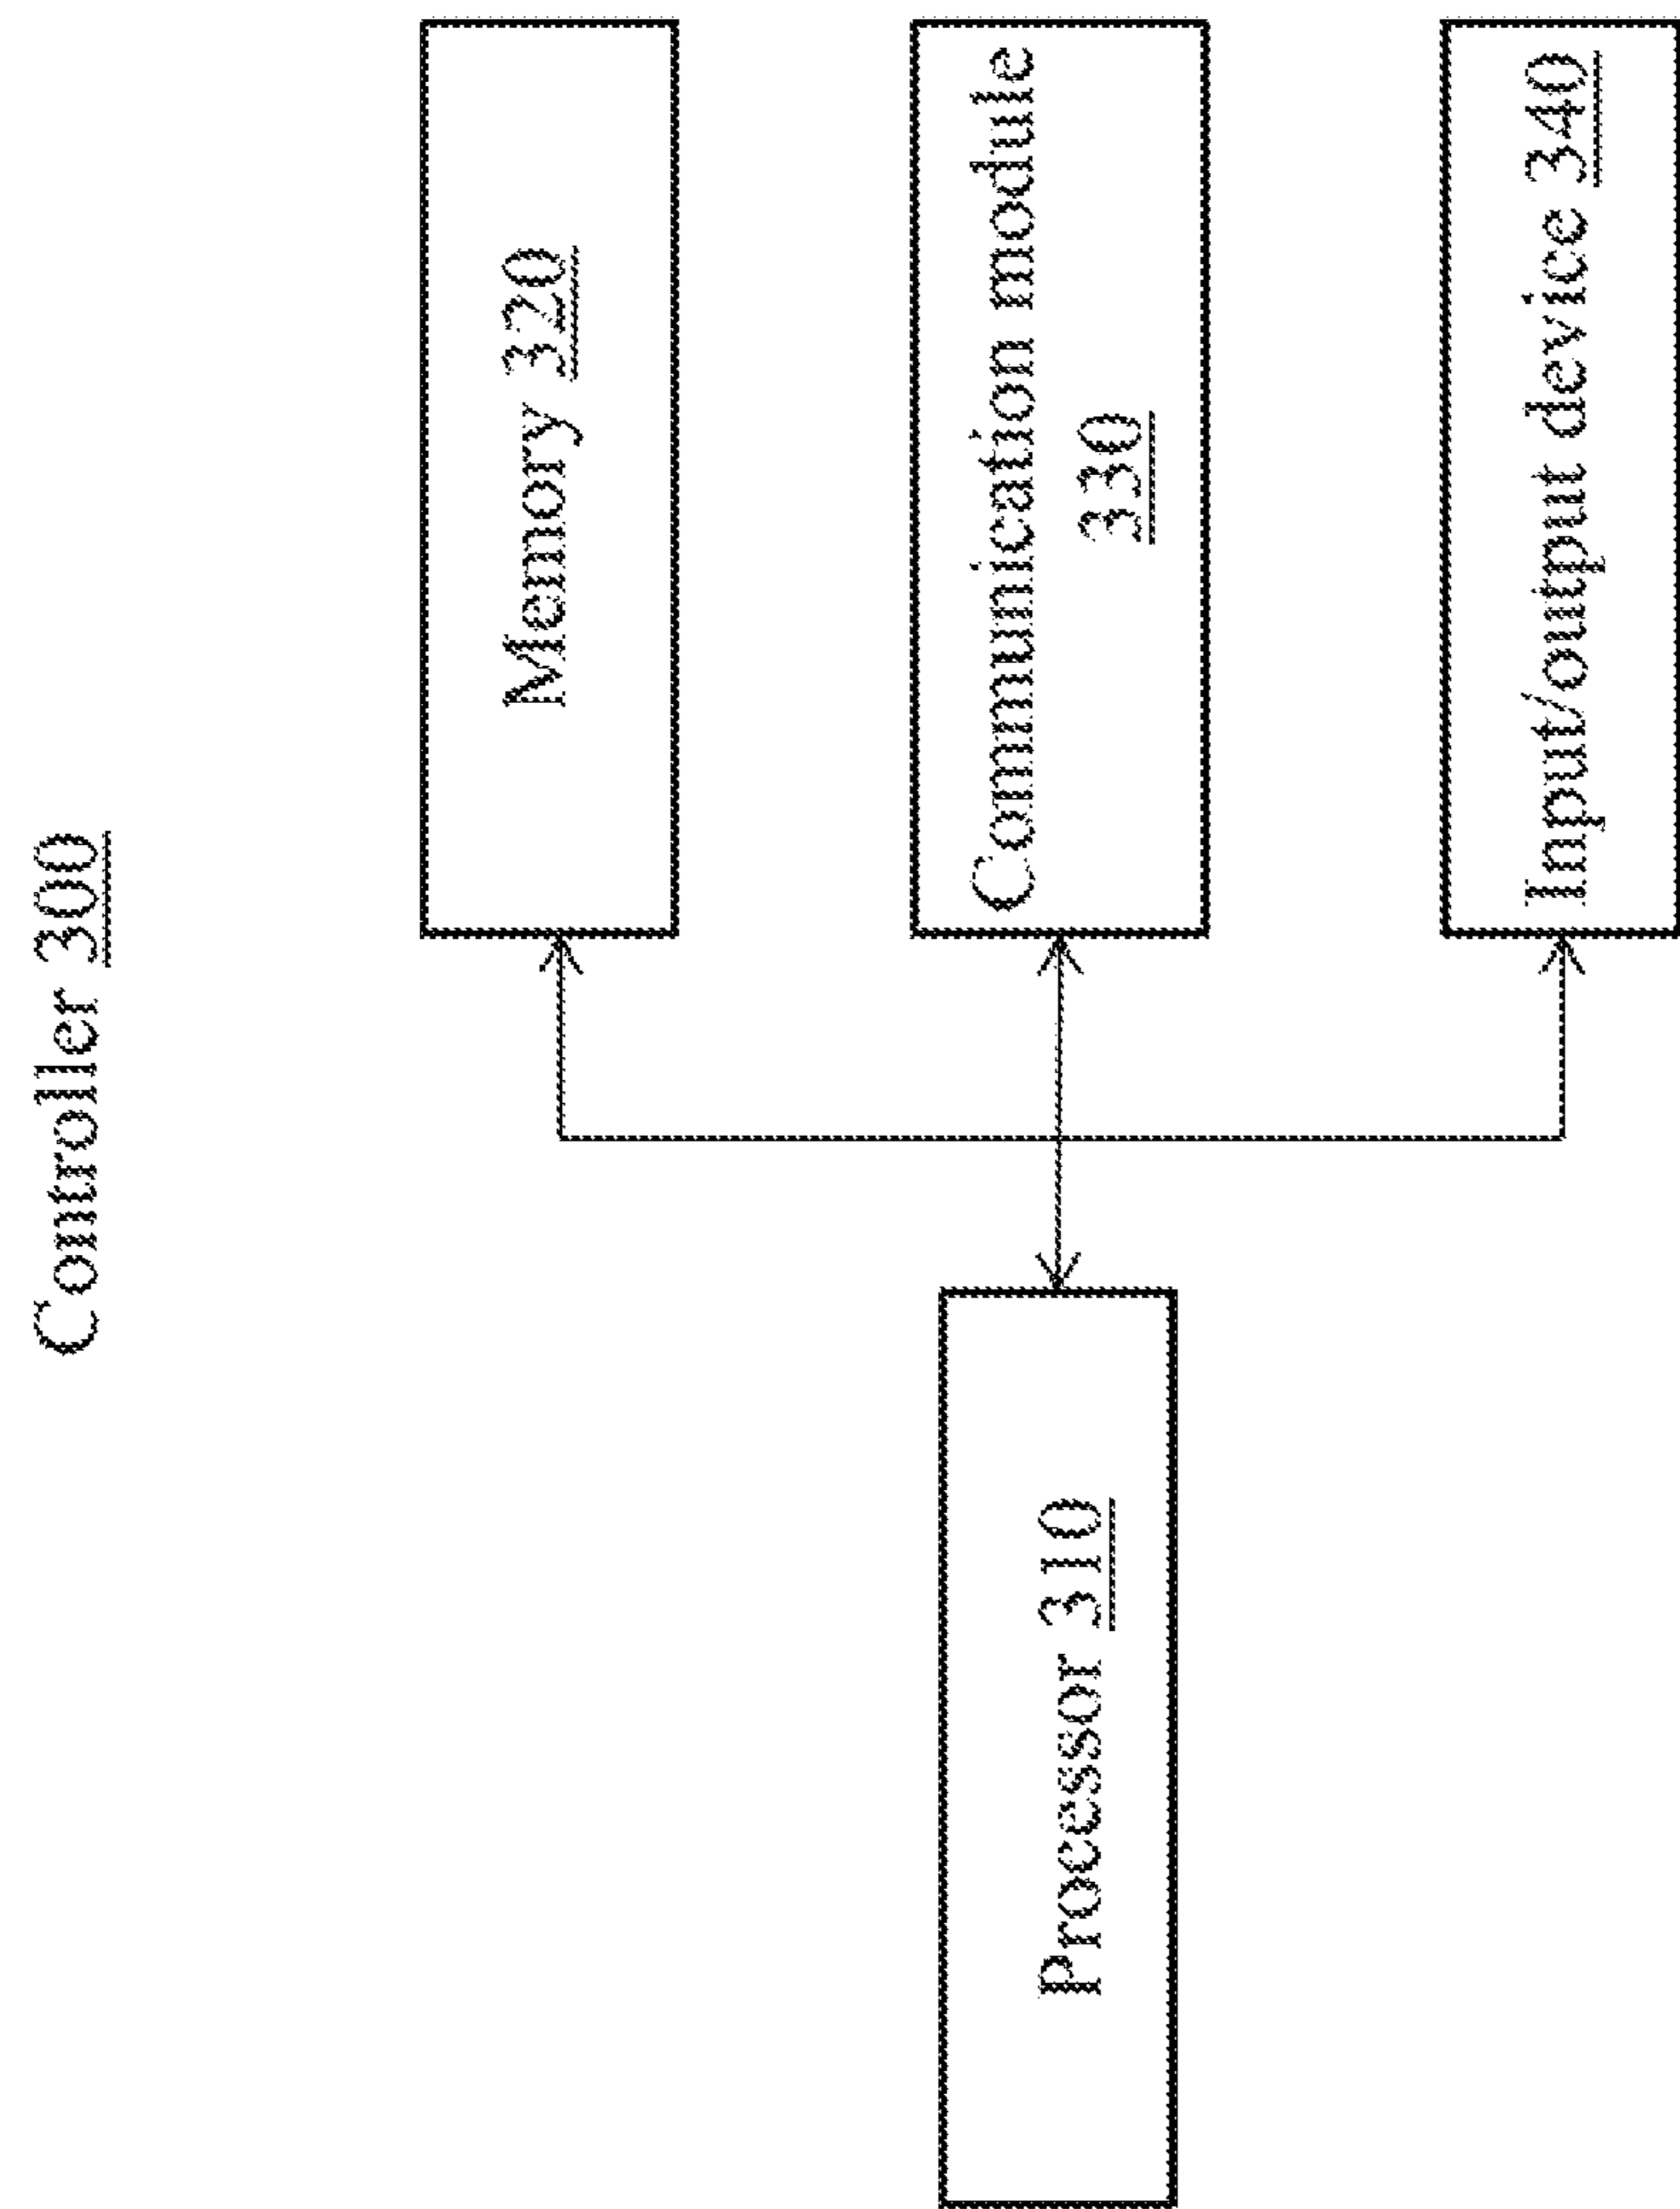 Controller 300
Processor 310
Memory 320
Communication module
330
Input/output device 340